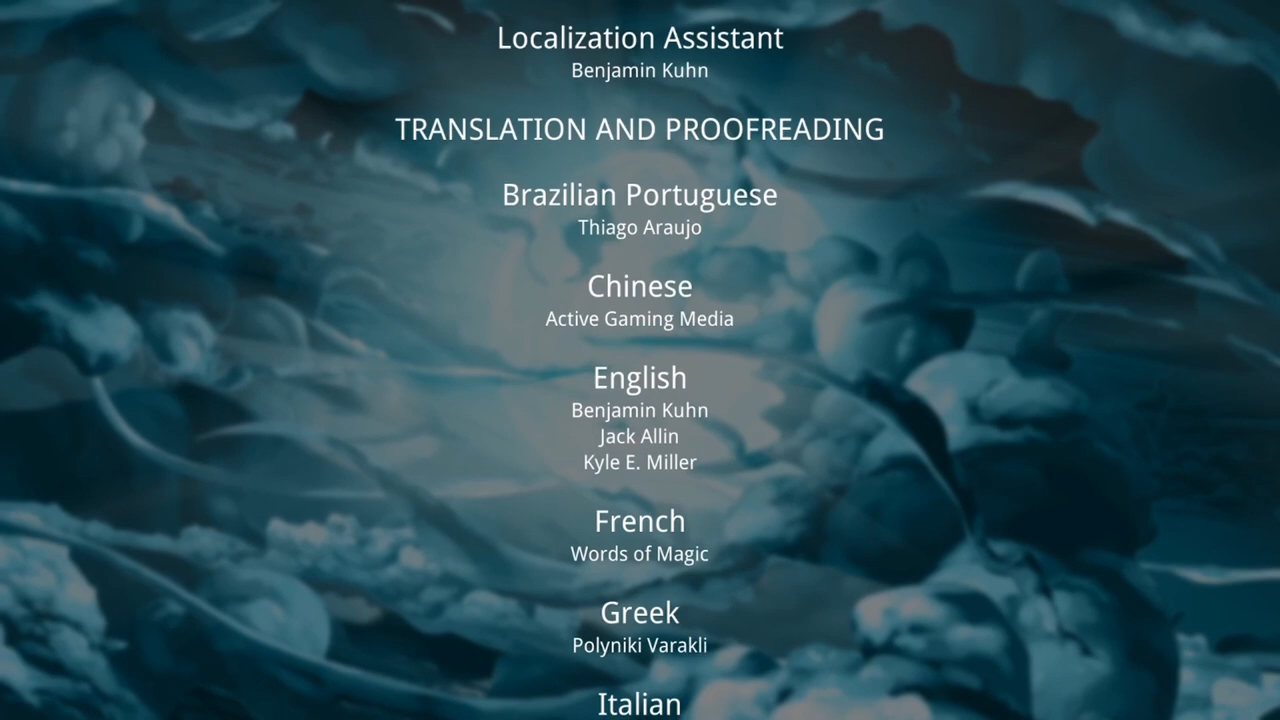 Localization Assistant
Benjamin Kuhn
TRANSLATION AND PROOFREADING
Brazilian Portuguese
Thiago Araujo
Chinese
Active Gaming Media
English
Benjamin Kuhn
Jack Allin
Kyle E. Miller
French
Words of Magic
Greek
Polyniki Varakli
Italian